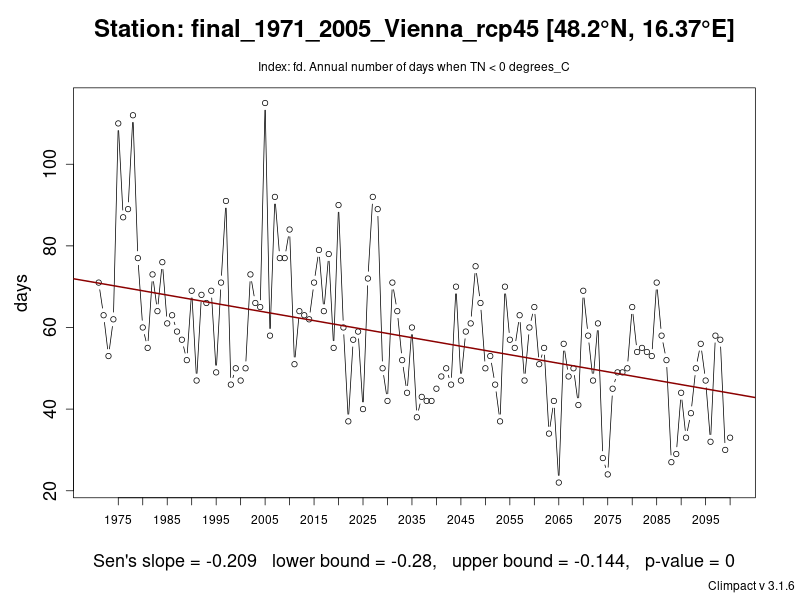 Station: final_1971_2005_Vienna_rcp45 [48.2°N, 16.37°E]
Index: fd. Annual number of days when TN < 0 degrees_C
days
100
80
60
40
20
1975 1985 1995 2005 2015 2025 2035 2045 2055 2065 2075 2085 2095
Sen's slope = -0.209 lower bound = -0.28, upper bound = -0.144, p-value = 0
Climpact v 3.1.6